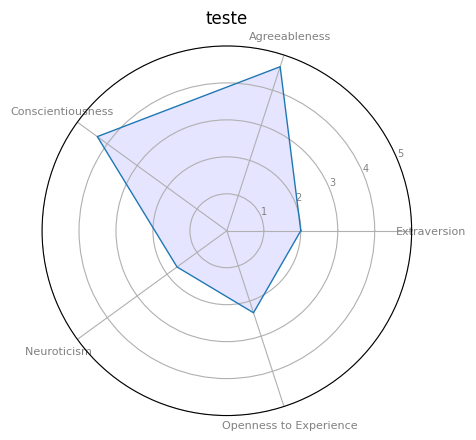 teste
Agreeableness
Conscientiousness
5
4
3
2
1
Extraversion
Neuroticism
Openness to Experience